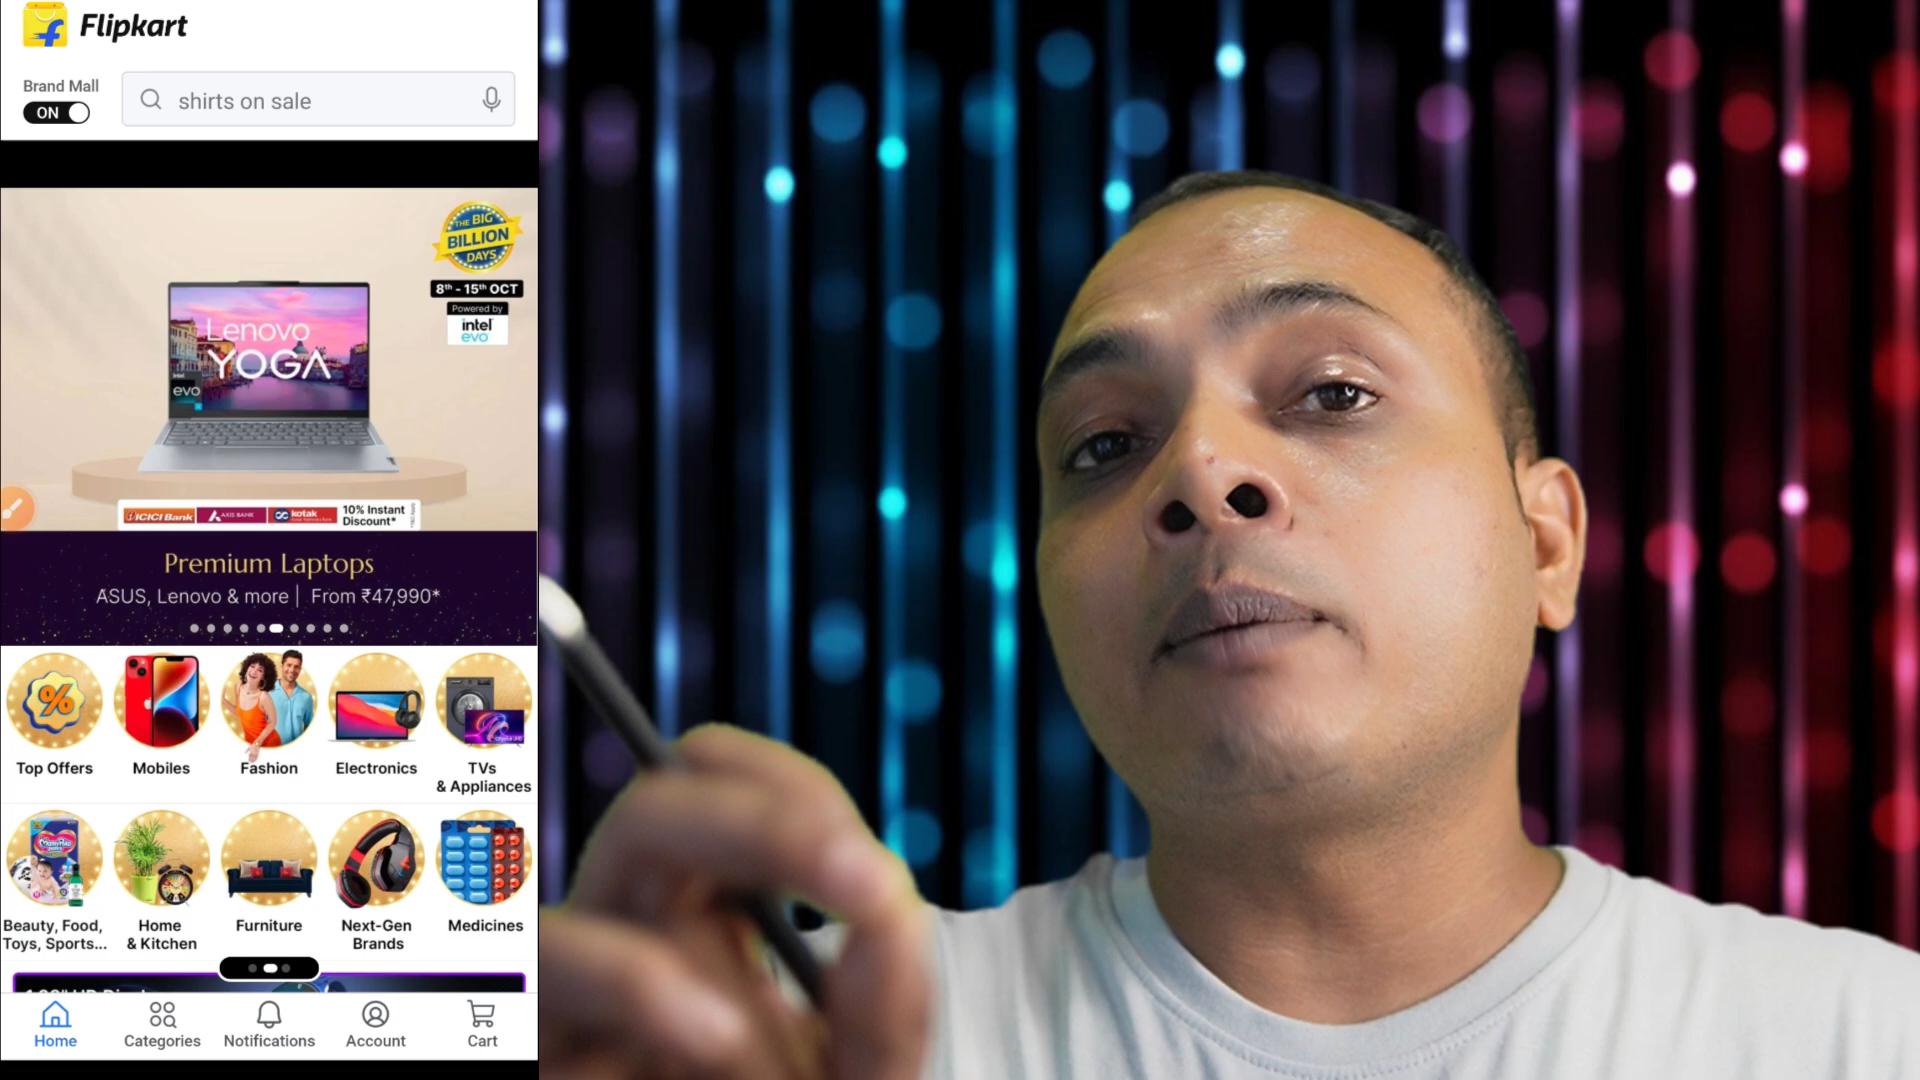 Flipkart
Brand Mall
ON
shirts on sale
THE BIG
BILLION
DAYS
8th - 15th OCT
Powered by
intel
evo
Lenovo
YOGA
intel
evo
ICICI Bank
AXIS BANK
kotak
10% Instant
Discount*
Premium Laptops
ASUS, Lenovo & more | From ₹47,990*
%
Top Offers
Mobiles
Fashion
Electronics
TVs
& Appliances
Beauty, Food,
Toys, Sports...
Home
& Kitchen
Furniture
Next-Gen
Brands
Medicines
Home
Categories
Notifications
Account
Cart